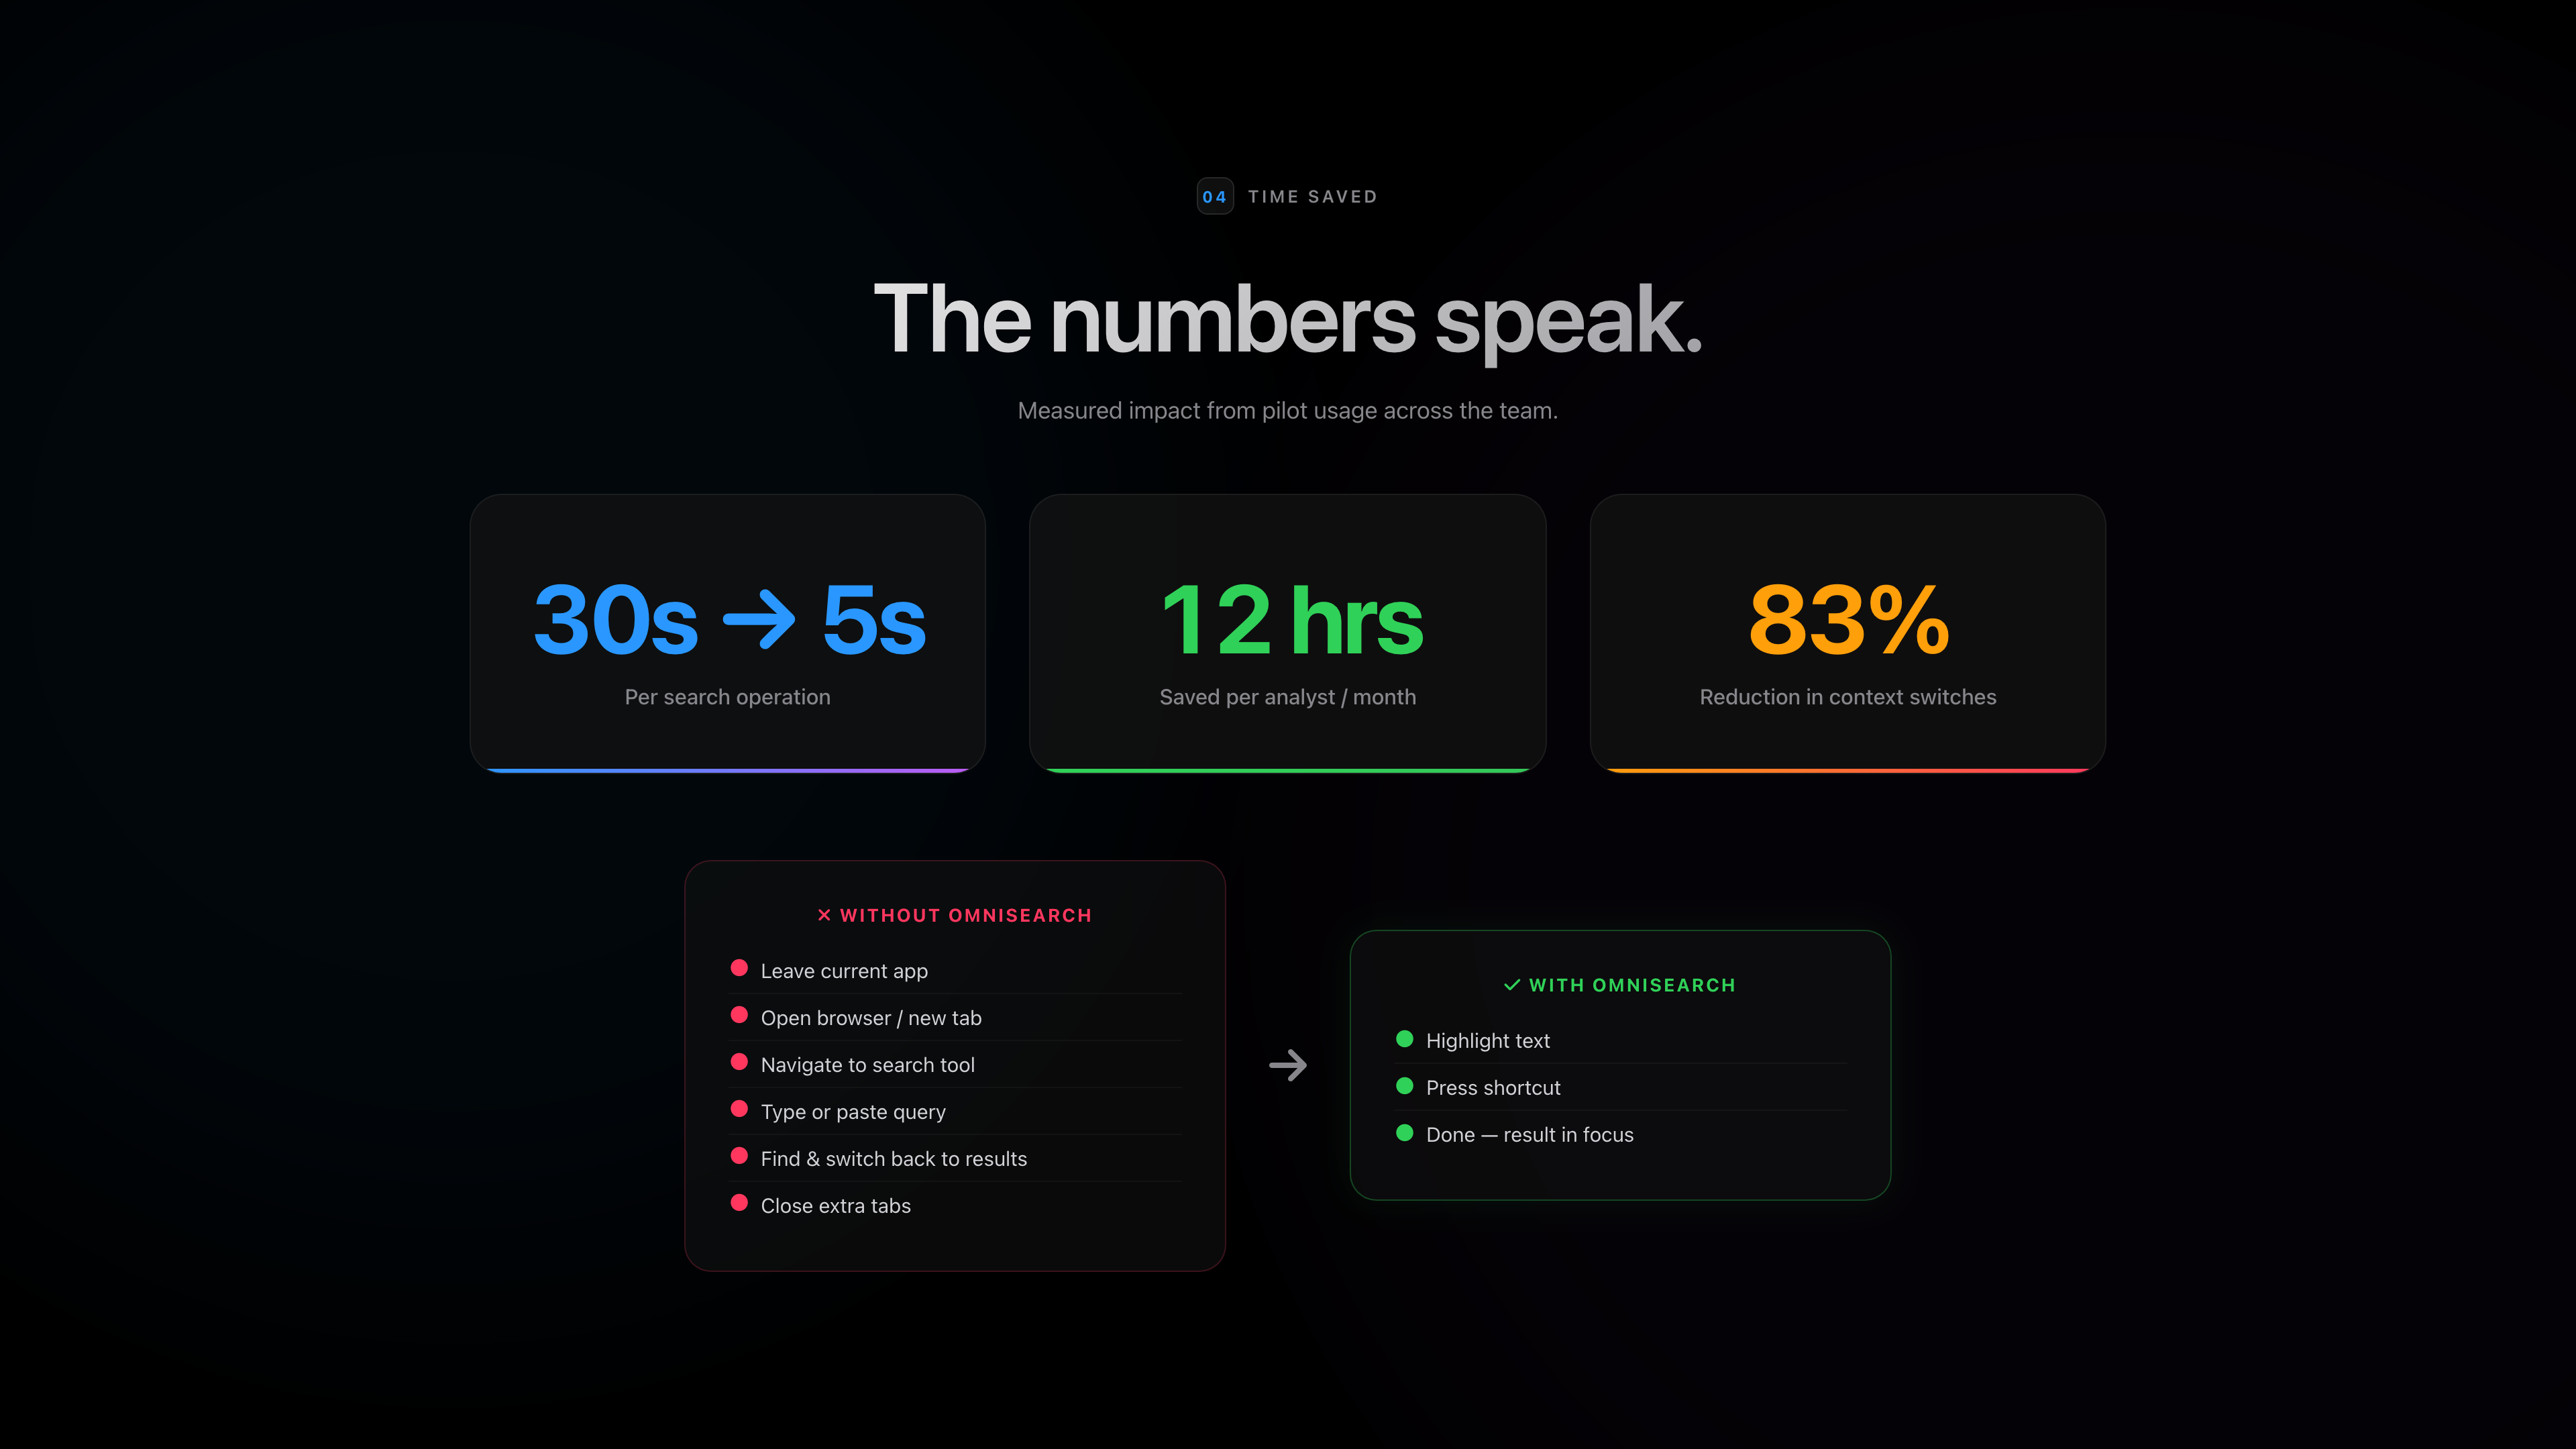 04 TIME SAVED
The numbers speak.
Measured impact from pilot usage across the team.
30s → 5s
Per search operation
12 hrs
Saved per analyst / month
83%
Reduction in context switches
✕ WITHOUT OMNISEARCH
Leave current app
Open browser / new tab
Navigate to search tool
Type or paste query
Find & switch back to results
Close extra tabs
→
✓ WITH OMNISEARCH
Highlight text
Press shortcut
Done — result in focus